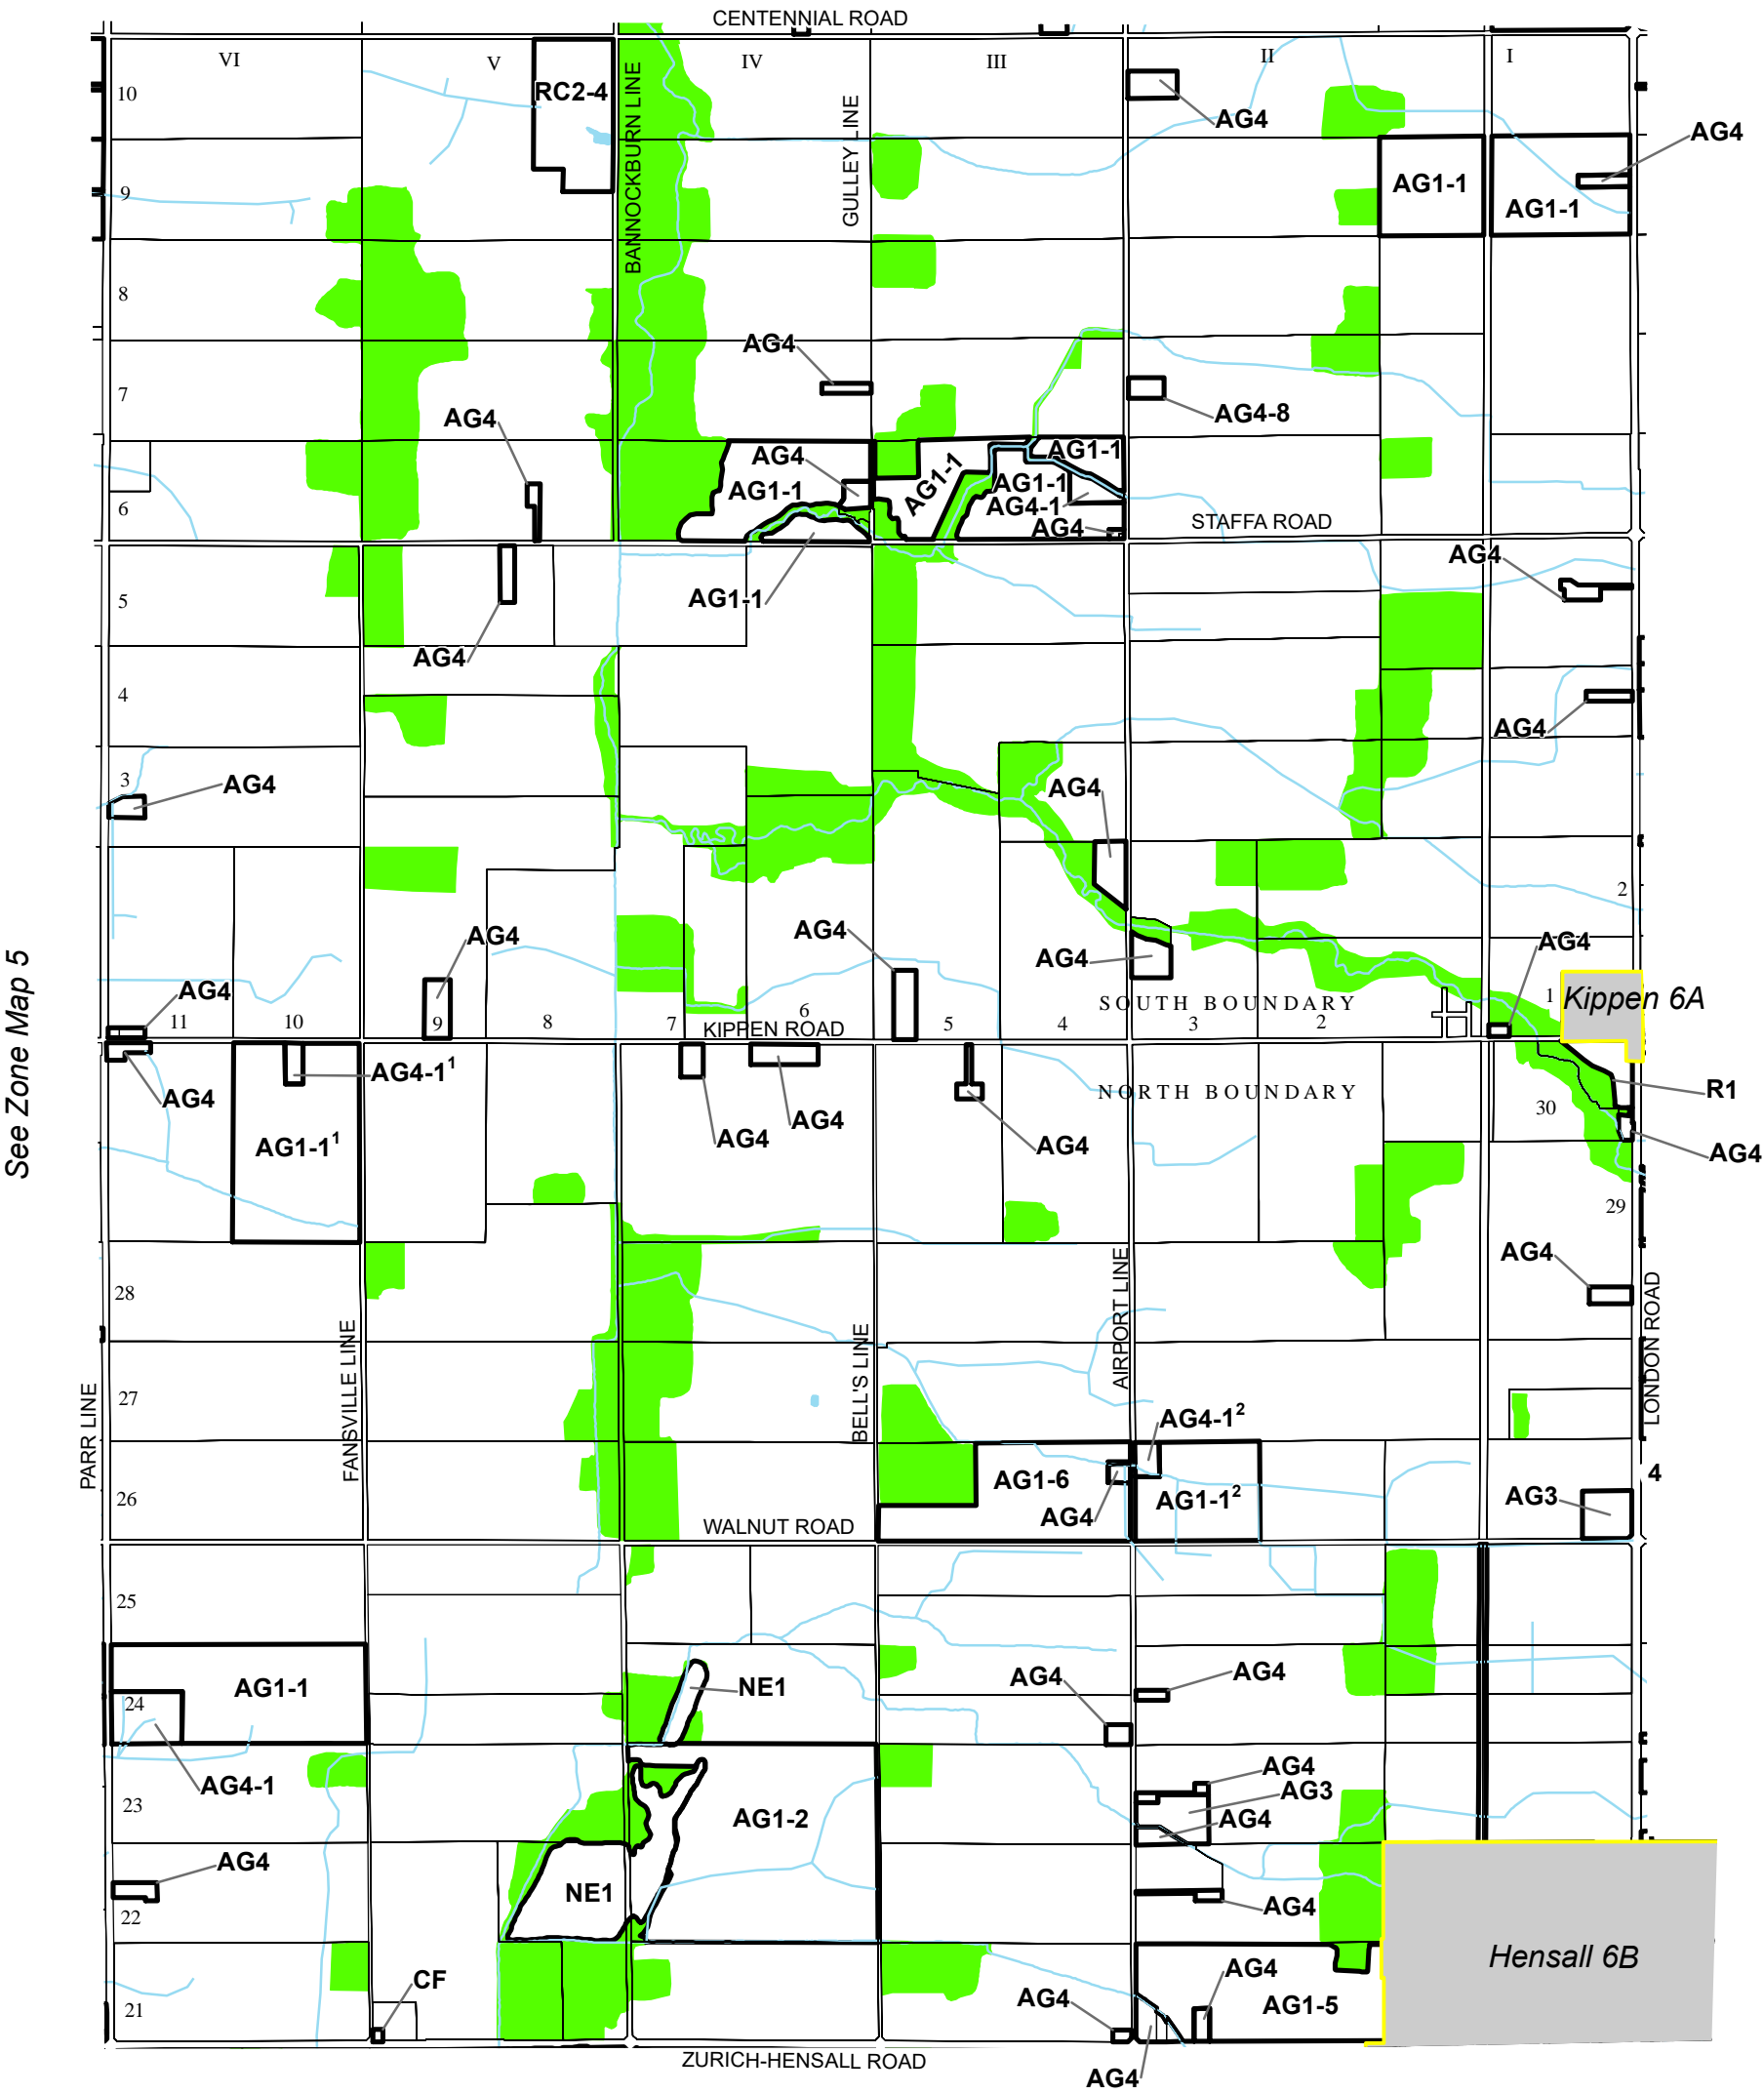 CENTENNIAL ROAD
VI
V
IV
III
II
I
10
RC2-4
BANNOCKBURN LINE
GULLEY LINE
AG4
AG4
9
AG1-1
AG1-1
8
AG4
7
AG4
AG4-8
AG4
AG1-1
AG1-1
AG1-1
AG1-1
AG4-1
AG4
6
STAFFA ROAD
AG4
5
AG1-1
AG4
4
AG4
3
AG4
AG4
2
AG4
AG4
AG4
AG4
See Zone Map 5
AG4
SOUTH BOUNDARY
1
Kippen 6A
11
10
9
8
7
6
5
4
3
2
KIPPEN ROAD
AG4
AG4-1¹
AG1-1¹
AG4
AG4
AG4
NORTH BOUNDARY
30
R1
AG4
29
AG4
28
PARR LINE
FANSVILLE LINE
BELL'S LINE
AIRPORT LINE
LONDON ROAD
27
AG4-1²
26
AG1-6
AG4
AG1-1²
AG3
4
WALNUT ROAD
25
AG1-1
24
NE1
AG4
AG4
AG4-1
23
AG1-2
AG4
AG3
AG4
AG4
22
NE1
AG4
Hensall 6B
CF
21
AG4
AG4
AG1-5
ZURICH-HENSALL ROAD
AG4